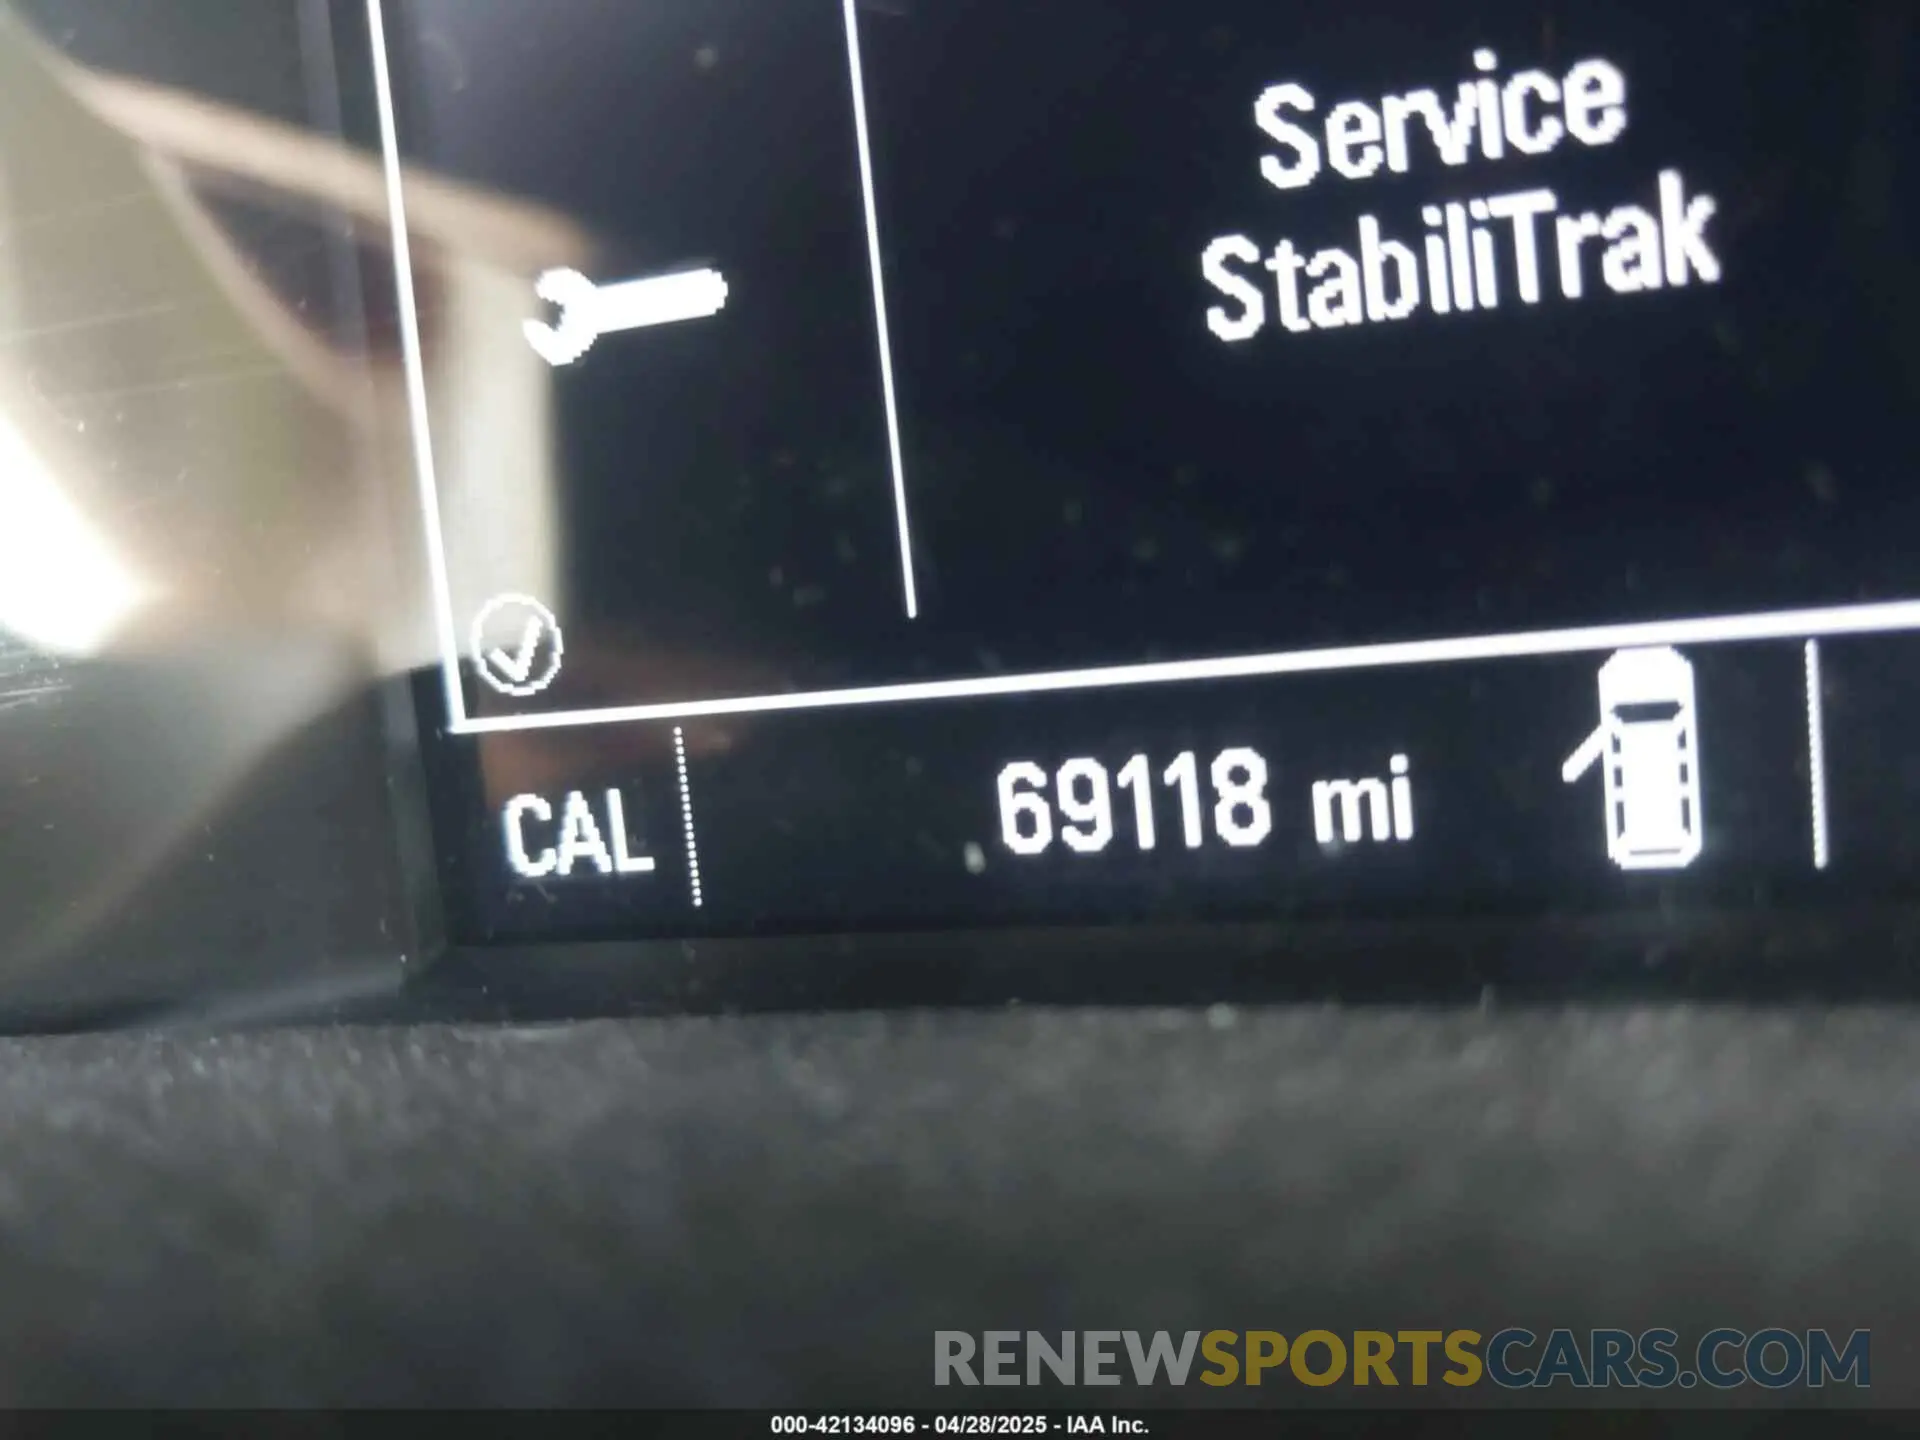 Service
StabiliTrak
CAL
69118 mi
RENEWSPORTSCARS.COM
000-42134096 - 04/28/2025 - IAA Inc.